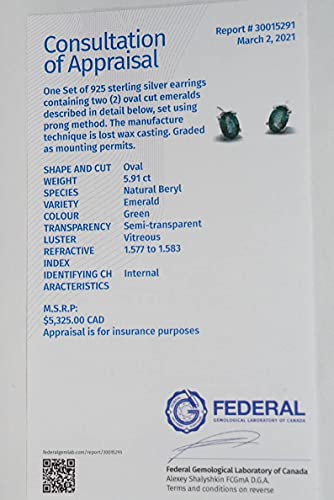 Consultation
of Appraisal
Report # 30015291
March 2, 2021
One Set of 925 sterling silver earrings
containing two (2) oval cut emeralds
described in detail below, set using
prong method. The manufacture
technique is lost wax casting. Graded
as mounting permits.
SHAPE AND CUT Oval
WEIGHT 5.91 ct
SPECIES Natural Beryl
VARIETY Emerald
COLOUR Green
TRANSPARENCY Semi-transparent
LUSTER Vitreous
REFRACTIVE 1.577 to 1.583
INDEX
IDENTIFYING CH Internal
ARACTERISTICS
M.S.R.P:
$5,325.00 CAD
Appraisal is for insurance purposes
FEDERAL
GEMOLOGICAL LABORATORY OF CANADA
federalgemlab.com/report/30015291
Federal Gemological Laboratory of Canada
Alexey Shalyshkin FCGmA D.G.A.
Terms and conditions on reverse